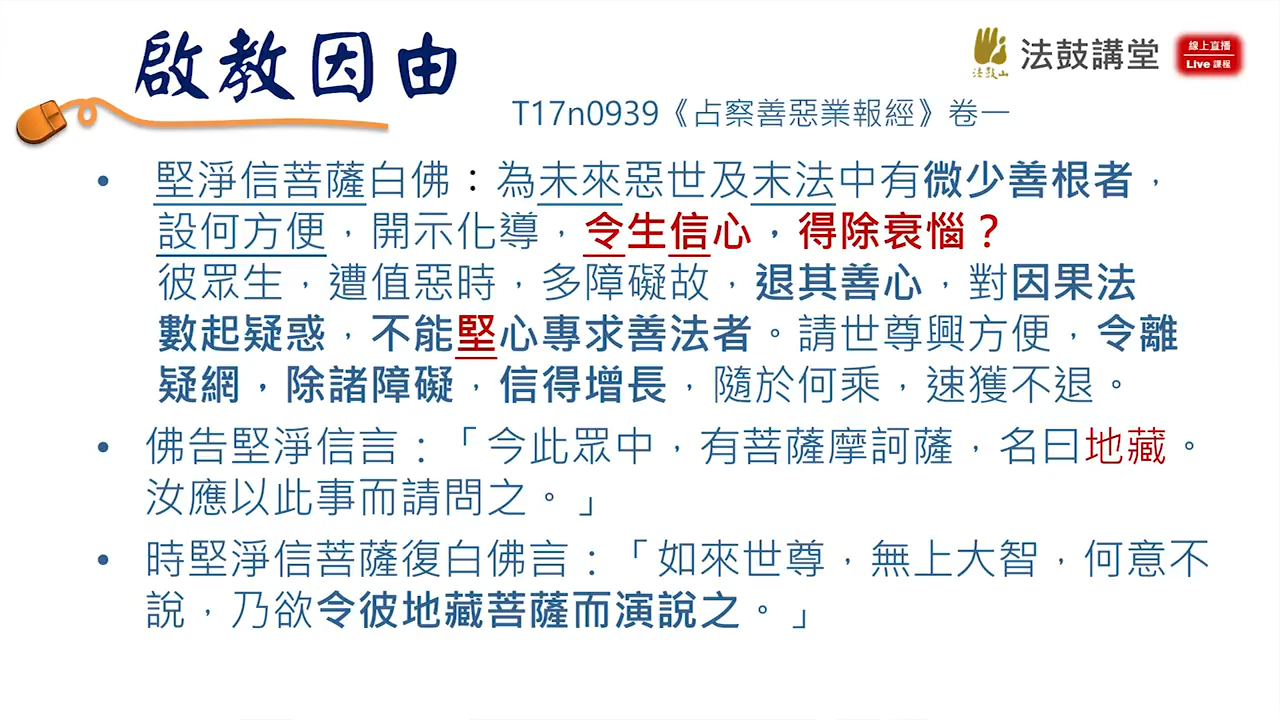 啟教因由
法鼓山
法鼓講堂
線上直播
Live 課程
T17n0939《占察善惡業報經》卷一
• 堅淨信菩薩白佛：為未來惡世及末法中有微少善根者，
設何方便，開示化導，令生信心，得除衰惱？
彼眾生，遭值惡時，多障礙故，退其善心，對因果法
數起疑惑，不能堅心專求善法者。請世尊興方便，令離
疑網，除諸障礙，信得增長，隨於何乘，速獲不退。
• 佛告堅淨信言：「今此眾中，有菩薩摩訶薩，名曰地藏。
汝應以此事而請問之。」
• 時堅淨信菩薩復白佛言：「如來世尊，無上大智，何意不
說，乃欲令彼地藏菩薩而演說之。」